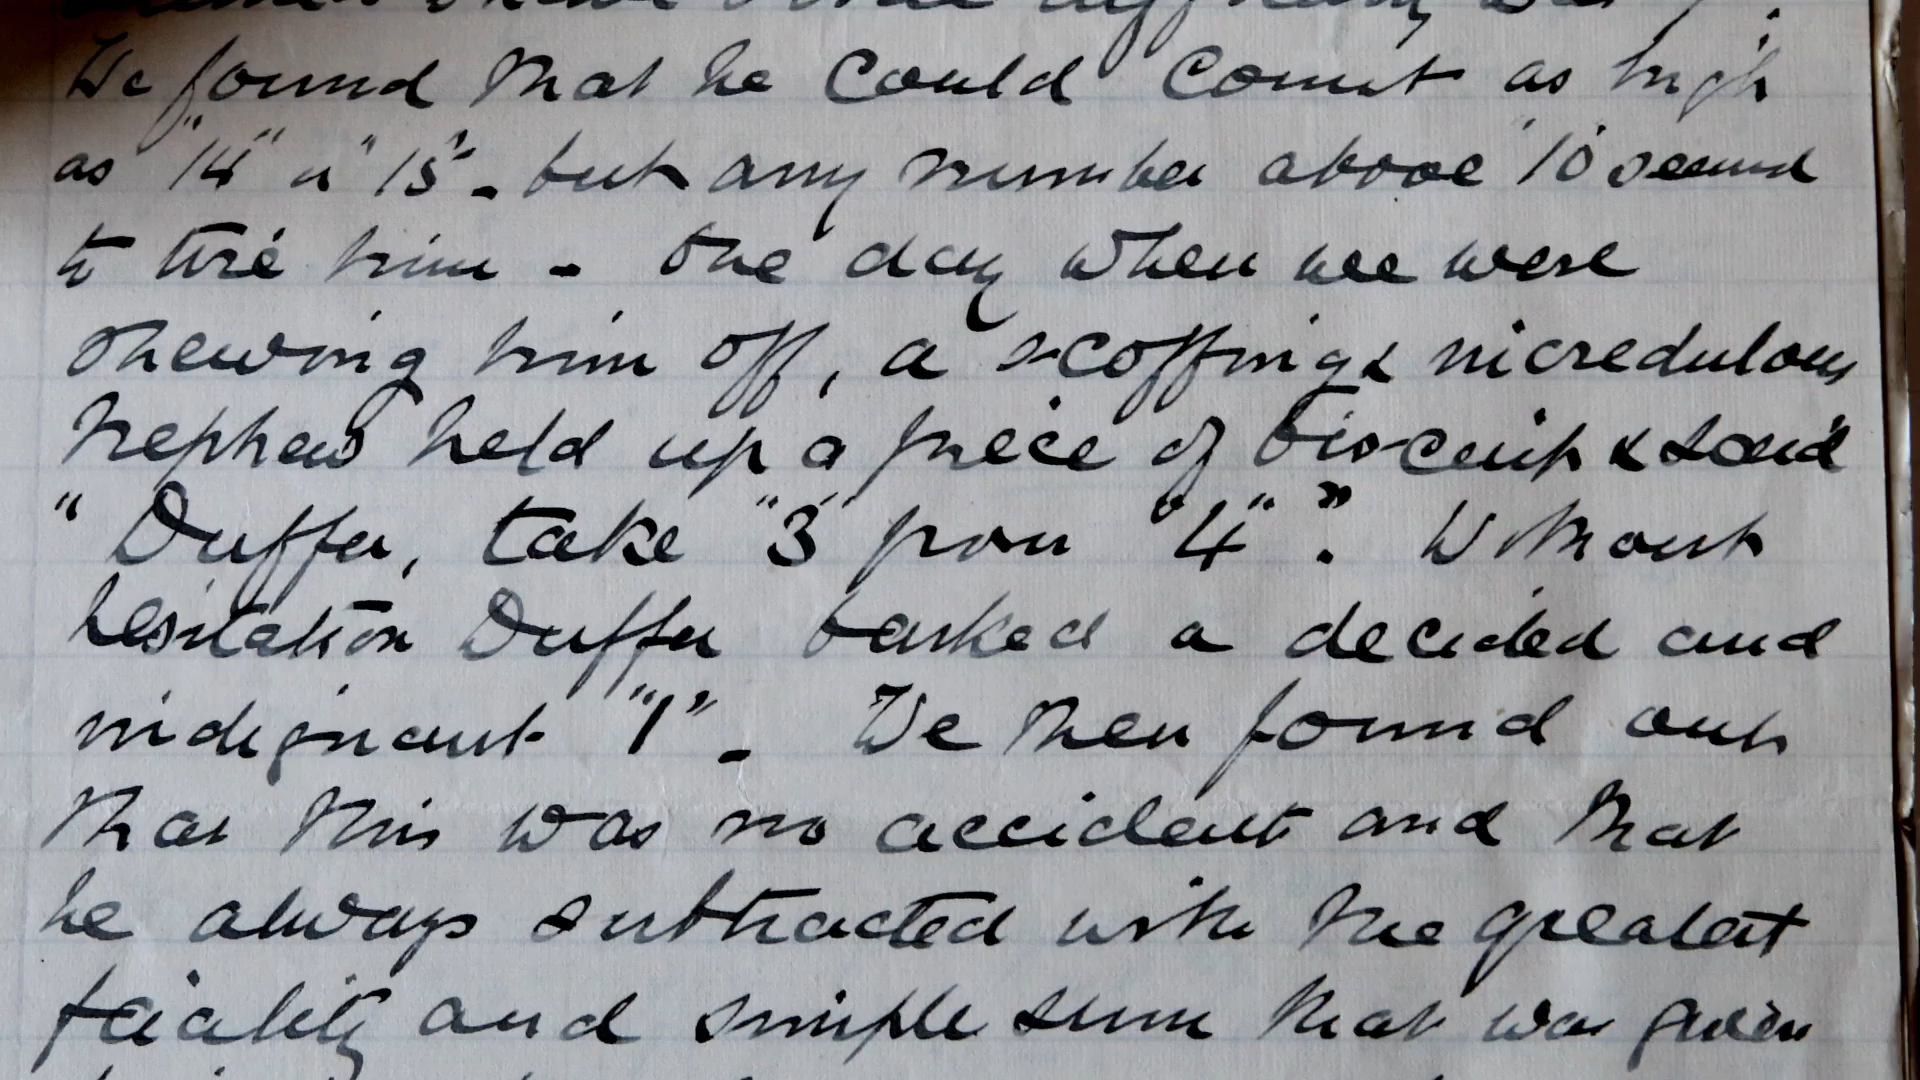 We found that he could count as high
as "14" or "15" - but any number above 10 seemed
to tire him - One day when we were
shewing him off, a scoffing & incredulous
nephew held up a piece of biscuit & said
"Duffer, take "3" from "4"." Without
hesitation Duffer barked a decided and
indignant "1" - We then found out
that this was no accident and that
he always subtracted with the greatest
facility and simple sum that was given